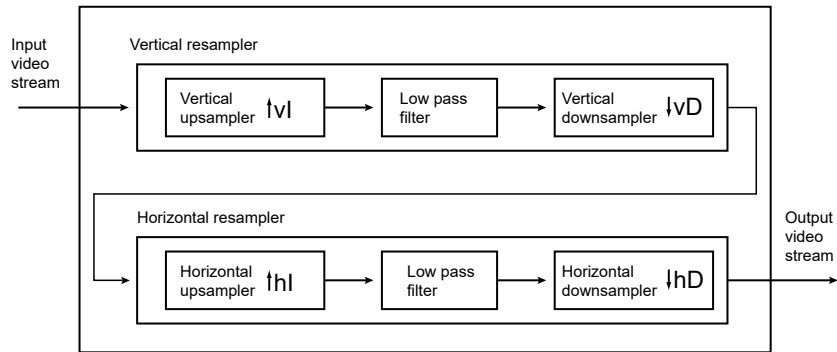 Input
video
stream
Vertical resampler
Vertical
upsampler ↑vI
Low pass
filter
Vertical
downsampler ↓vD
Horizontal resampler
Horizontal
upsampler ↑hI
Low pass
filter
Horizontal
downsampler ↓hD
Output
video
stream